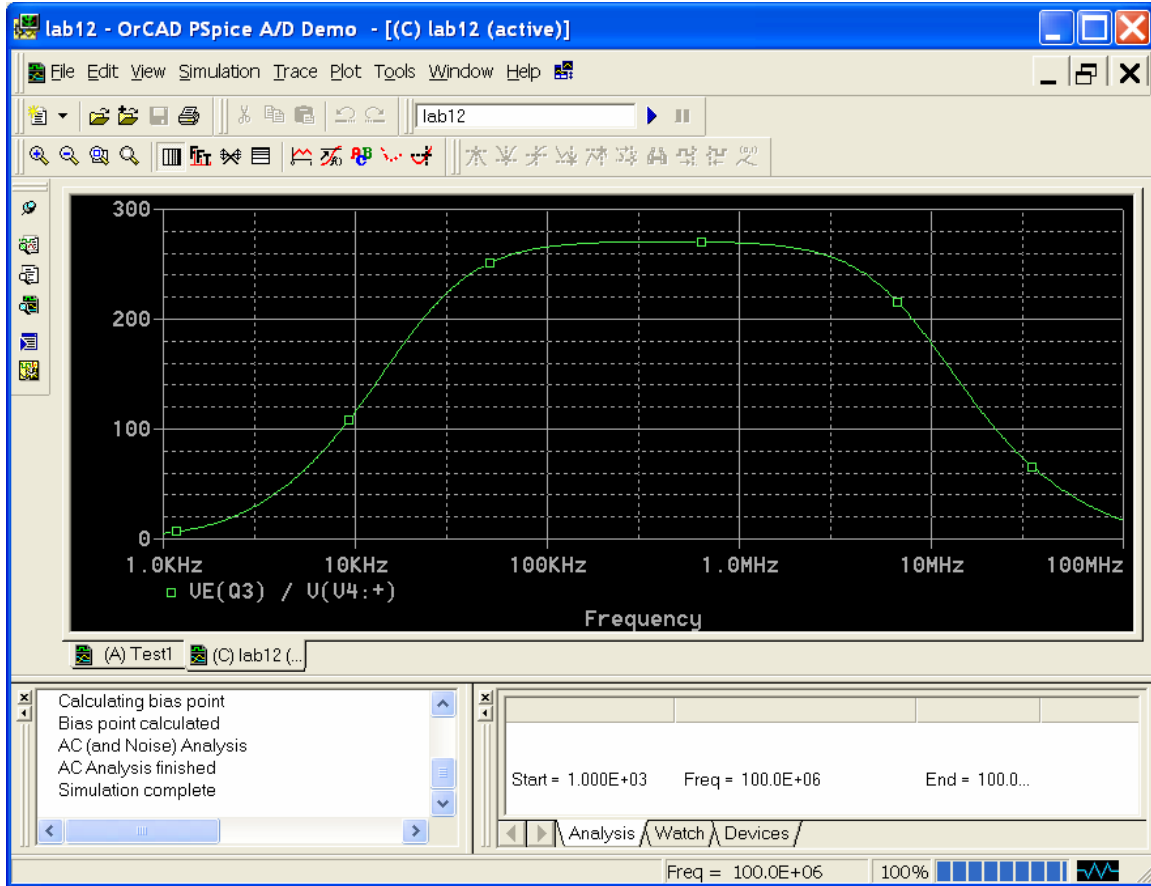 lab12 - OrCAD PSpice A/D Demo - [(C) lab12 (active)]
File Edit View Simulation Trace Plot Tools Window Help
lab12
FFT
ABC
300
200
100
0
1.0KHz 10KHz 100KHz 1.0MHz 10MHz 100MHz
VE(Q3) / V(V4:+)
Frequency
(A) Test1 (C) lab12 (...
Calculating bias point
Bias point calculated
AC (and Noise) Analysis
AC Analysis finished
Simulation complete
Start = 1.000E+03 Freq = 100.0E+06 End = 100.0...
Analysis Watch Devices
Freq = 100.0E+06 100%